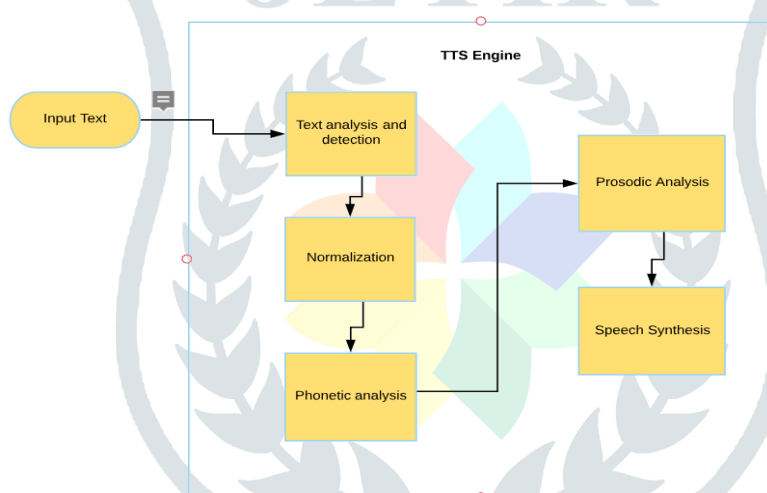 TTS Engine
Input Text
Text analysis and
detection
Normalization
Phonetic analysis
Prosodic Analysis
Speech Synthesis